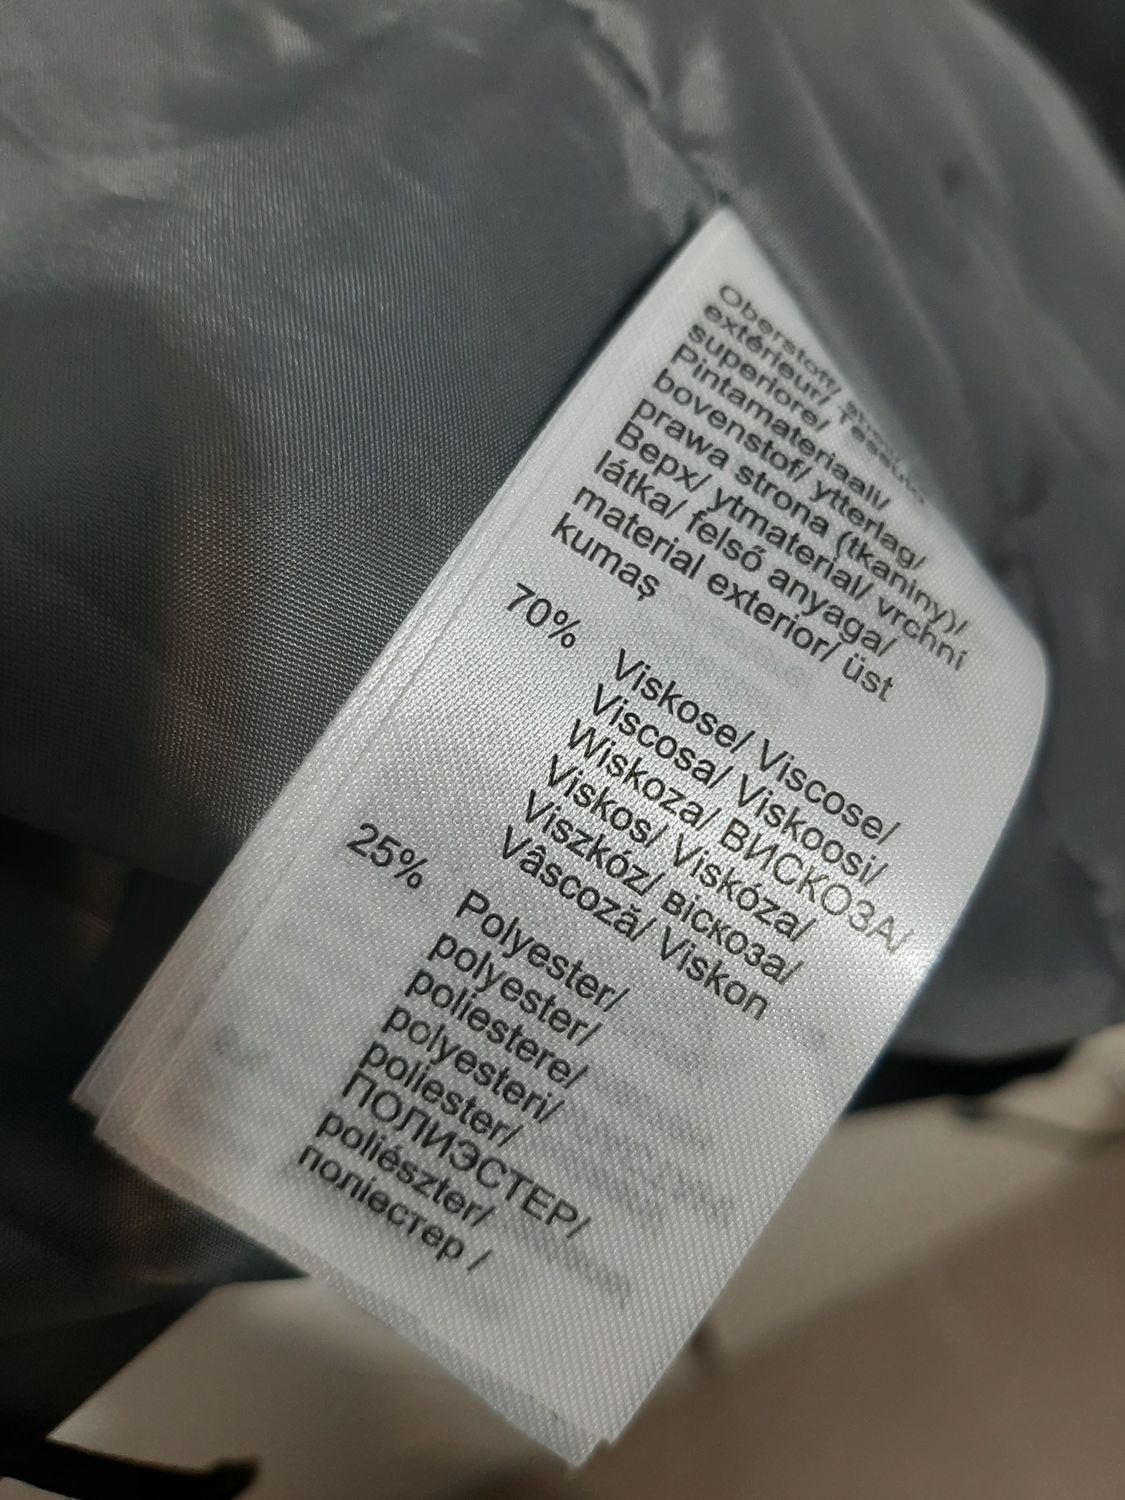 Oberstoff/
extérieur/ Tessuto
superiore/
Pintamateriaali/
bovenstof/ ytterlag/
prawa strona (tkaniny)/
Верх/ ytmaterial/ vrchní
látka/ felső anyaga/
material exterior/ üst
kumaş
70% Viskose/ Viscose/
Viscosa/ Viskoosi/
Wiskoza/ ВИСКОЗА/
Viskos/ Viskóza/
Viszkóz/ віскоза/
Vâscoză/ Viskon
25% Polyester/
polyester/
poliestere/
polyesteri/
poliester/
ПОЛИЭСТЕР/
poliészter/
поліестер /